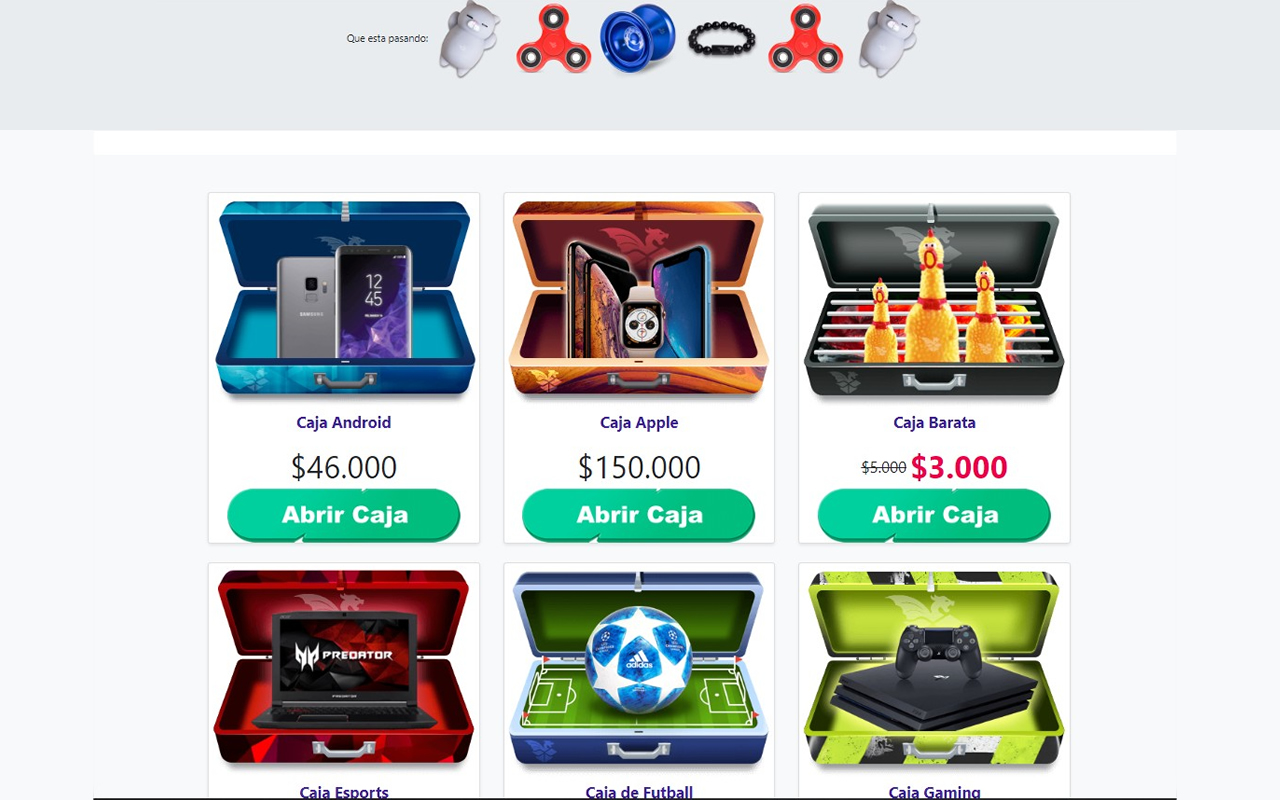 Que esta pasando:
SAMSUNG
12
45
Caja Android
Caja Apple
Caja Barata
$46.000
$150.000
$5.000 $3.000
Abrir Caja
Abrir Caja
Abrir Caja
PREDATOR
PREDATOR
adidas
Caja Esports
Caja de Futball
Caja Gaming